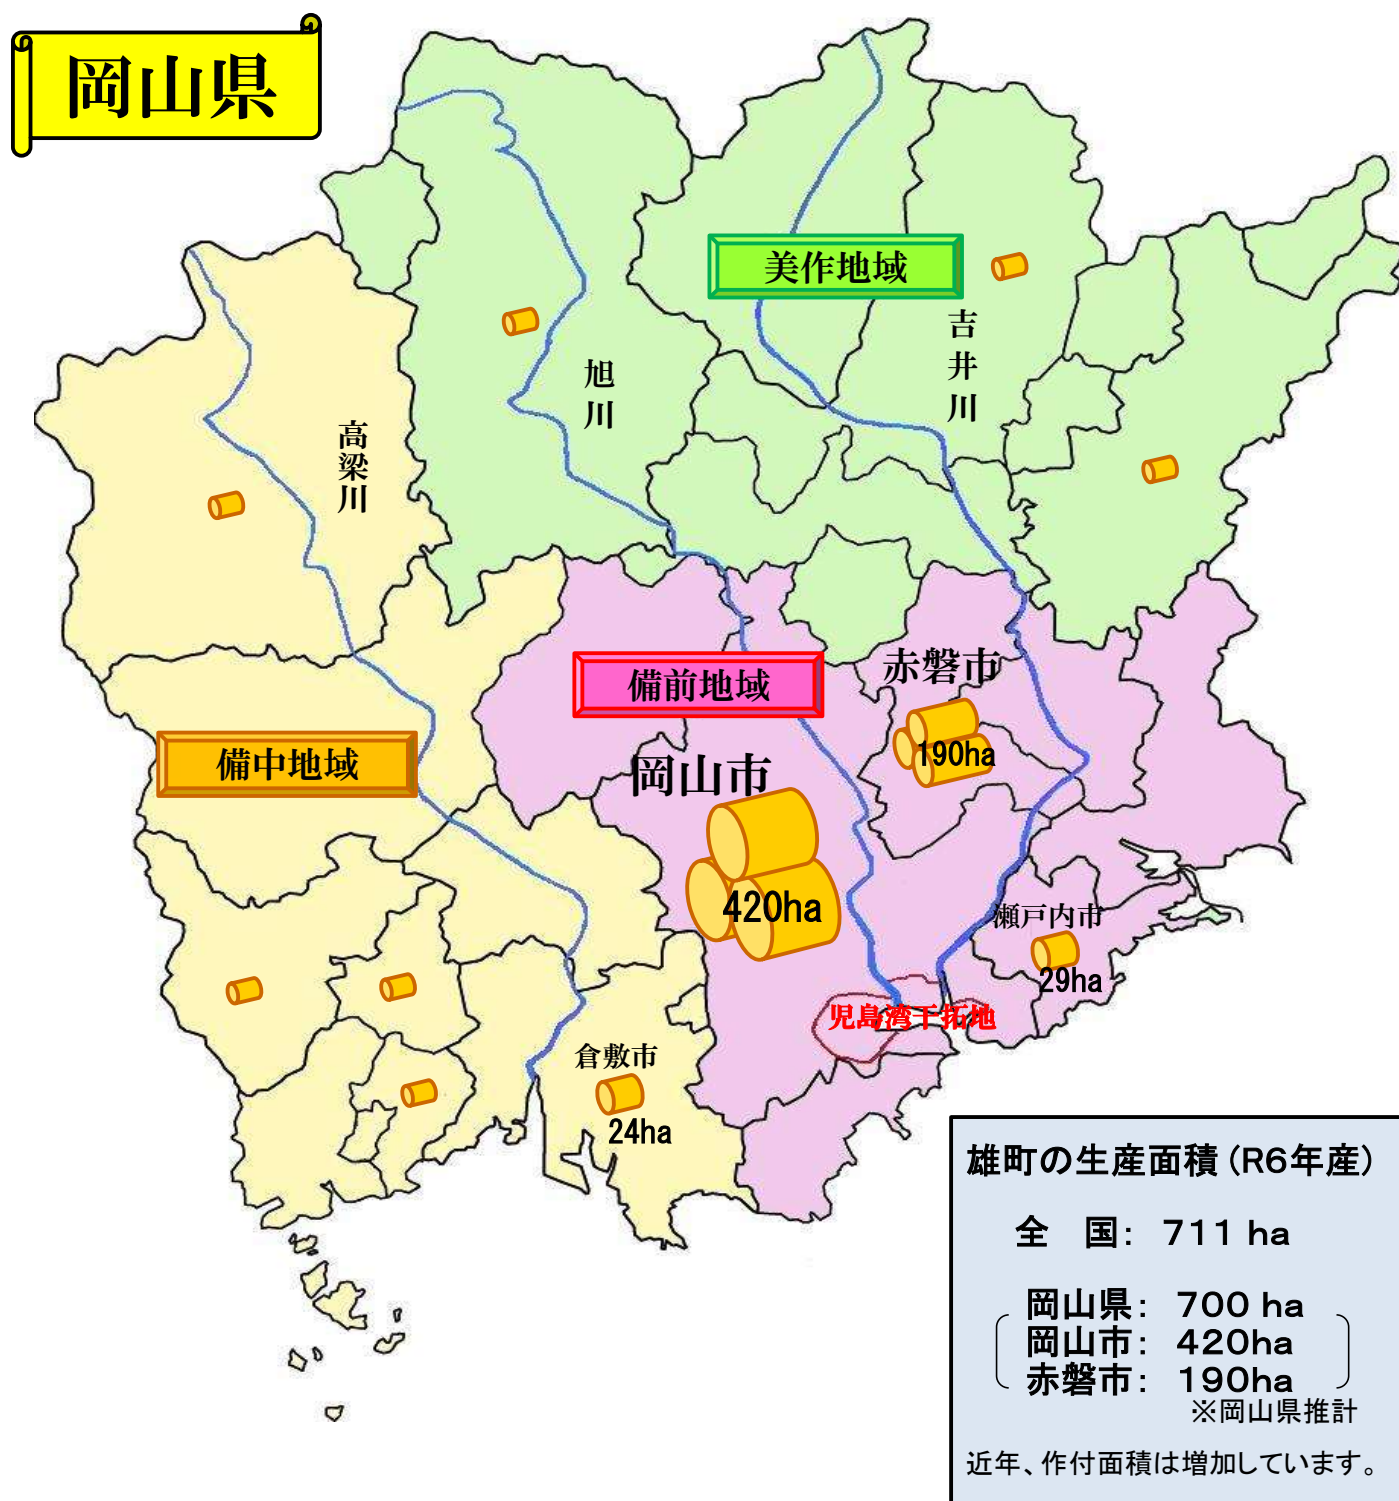 岡山県
美作地域
吉井川
旭川
高梁川
備前地域
赤磐市
190ha
備中地域
岡山市
420ha
瀬戸内市
29ha
児島湾干拓地
倉敷市
24ha
雄町の生産面積(R6年産)
全　国： 711 ha
岡山県： 700 ha
岡山市： 420ha
赤磐市： 190ha
※岡山県推計
近年、作付面積は増加しています。